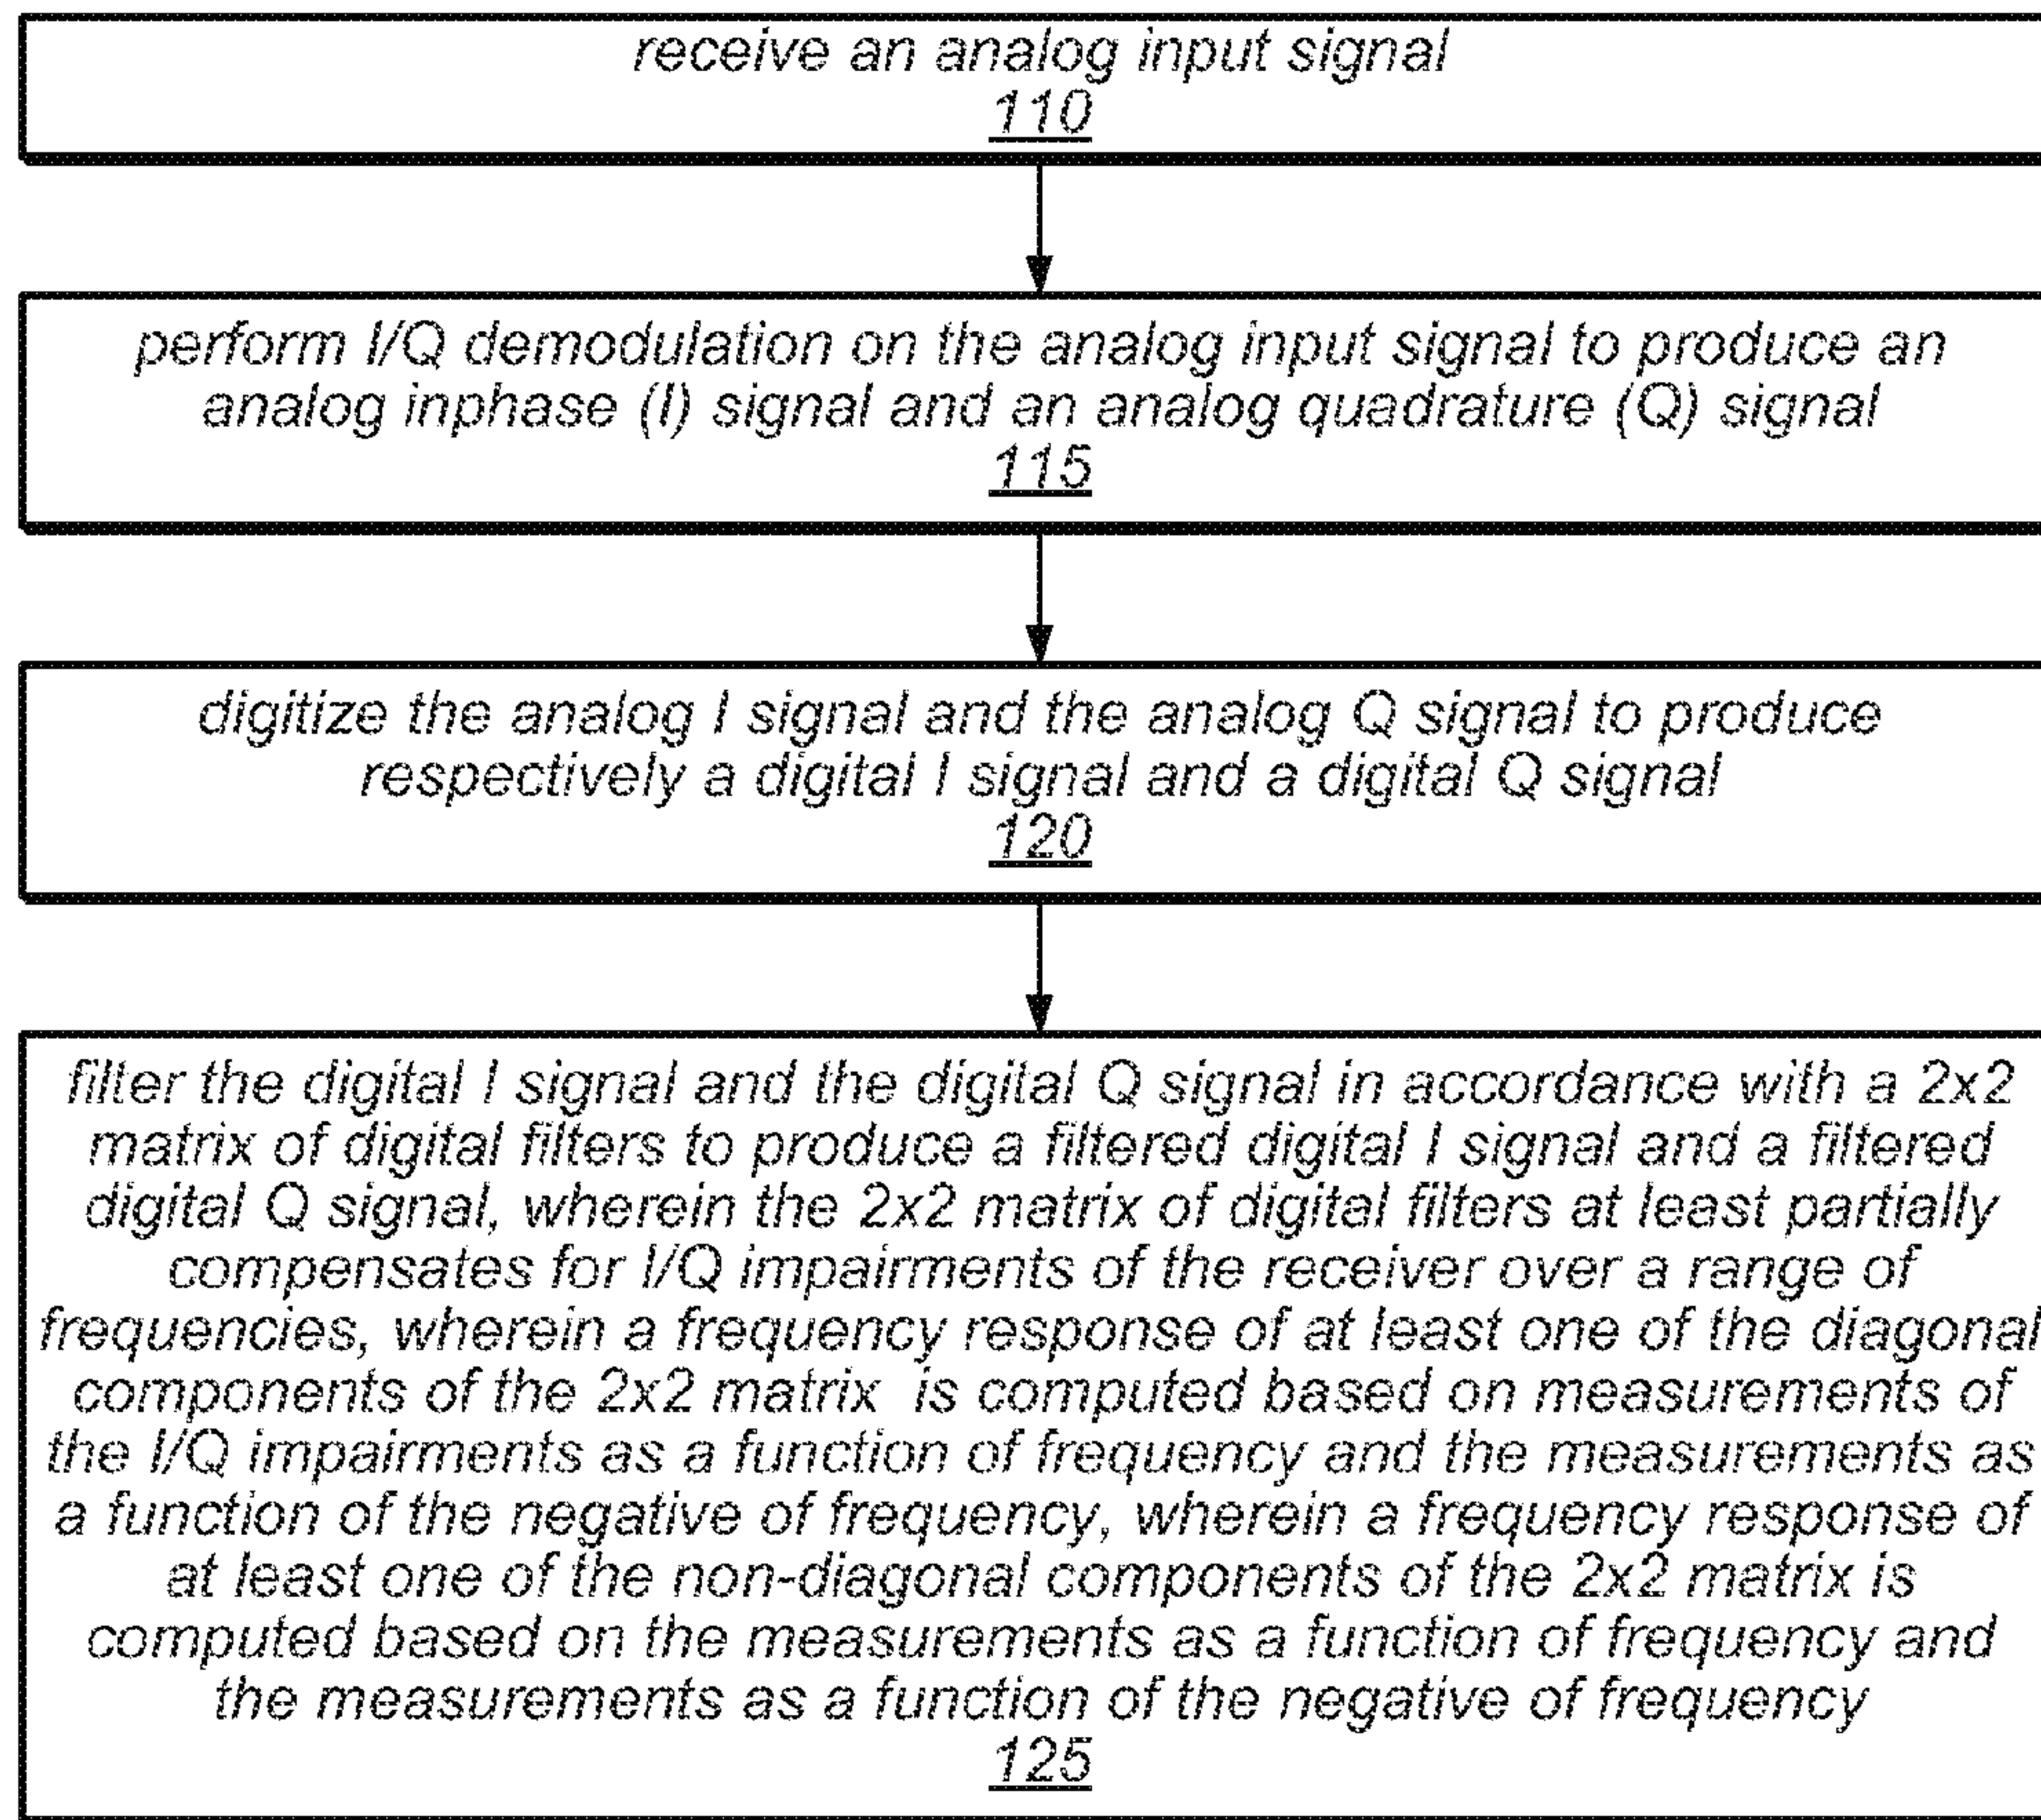 receive an analog input signal
110
perform I/Q demodulation on the analog input signal to produce an
analog inphase (I) signal and an analog quadrature (Q) signal
115
digitize the analog I signal and the analog Q signal to produce
respectively a digital I signal and a digital Q signal
120
filter the digital I signal and the digital Q signal in accordance with a 2x2
matrix of digital filters to produce a filtered digital I signal and a filtered
digital Q signal, wherein the 2x2 matrix of digital filters at least partially
compensates for I/Q impairments of the receiver over a range of
frequencies, wherein a frequency response of at least one of the diagonal
components of the 2x2 matrix is computed based on measurements of
the I/Q impairments as a function of frequency and the measurements as
a function of the negative of frequency, wherein a frequency response of
at least one of the non-diagonal components of the 2x2 matrix is
computed based on the measurements as a function of frequency and
the measurements as a function of the negative of frequency
125